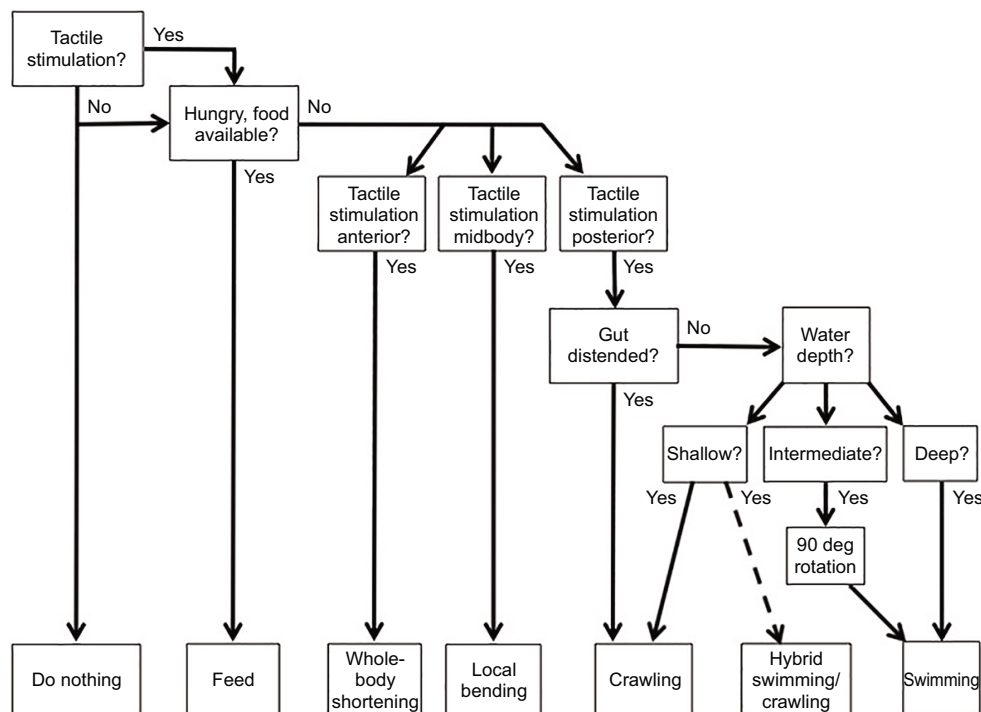 Tactile
stimulation?
Yes
No
Hungry, food
available?
No
Yes
Tactile
stimulation
anterior?
Tactile
stimulation
midbody?
Tactile
stimulation
posterior?
Yes
Yes
Yes
Gut
distended?
No
Water
depth?
Yes
Shallow?
Intermediate?
Deep?
Yes
Yes
Yes
Yes
90 deg
rotation
Do nothing
Feed
Whole-
body
shortening
Local
bending
Crawling
Hybrid
swimming/
crawling
Swimming